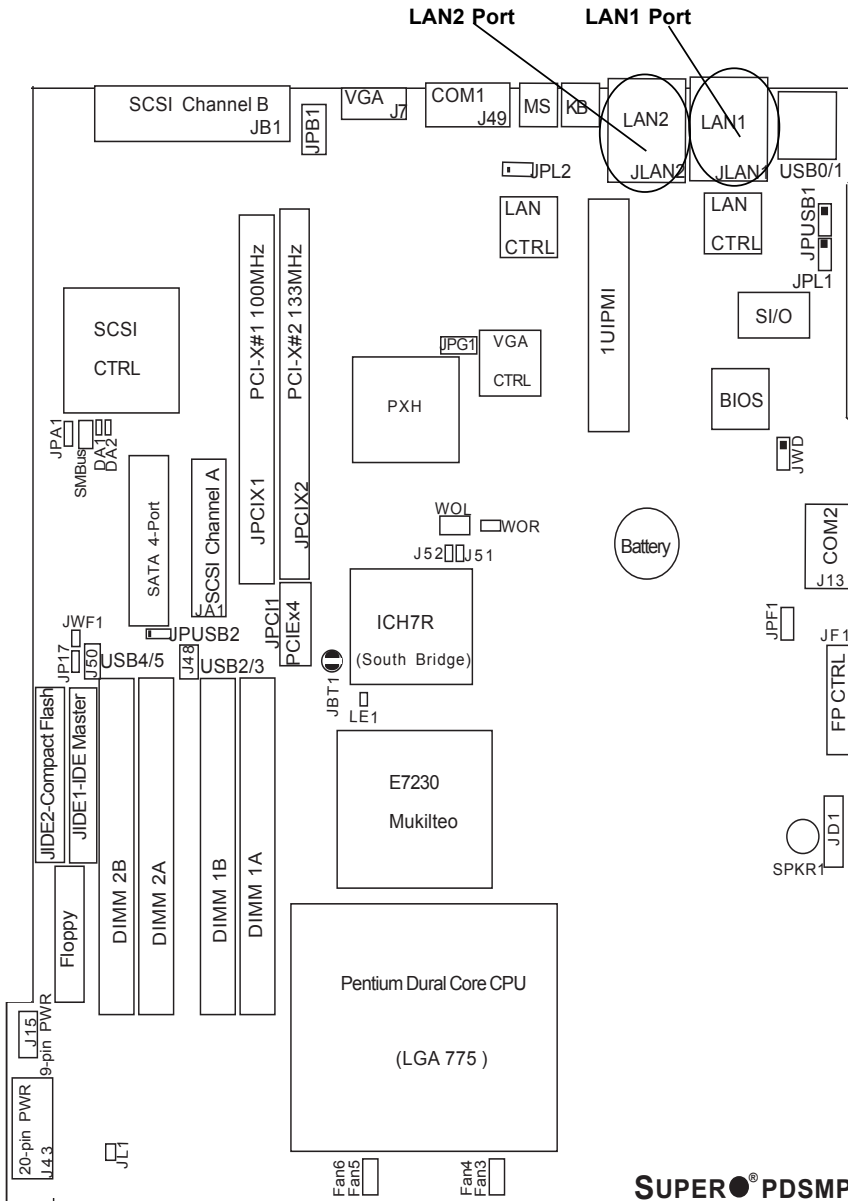 LAN2 Port
LAN1 Port
SCSI Channel B
JB1
JPB1
VGA
J7
COM1
J49
MS
KB
LAN2
JLAN2
LAN1
JLAN1
USB0/1
JPL2
LAN
CTRL
LAN
CTRL
JPUSB1
JPL1
SI/O
SCSI
CTRL
PCI-X#1 100MHz
JPCIX1
PCI-X#2 133MHz
JPCIX2
1UIPMI
JPG1
VGA
CTRL
PXH
BIOS
JPA1
SMBus
DA1
DA2
JWD
SATA 4-Port
SCSI Channel A
JA1
WOL
WOR
J52
J51
Battery
COM2
J13
JPCI1
PCIEx4
ICH7R
(South Bridge)
JPF1
JF1
FP CTRL
JWF1
JPUSB2
JP17
J50
USB4/5
J48
USB2/3
JBT1
LE1
JIDE2-Compact Flash
JIDE1-IDE Master
E7230
Mukilteo
DIMM 2B
DIMM 2A
DIMM 1B
DIMM 1A
JD1
SPKR1
Floppy
Pentium Dural Core CPU
(LGA 775 )
J15
9-pin PWR
20-pin PWR
J43
JL1
Fan6
Fan5
Fan4
Fan3
SUPER●® PDSMP